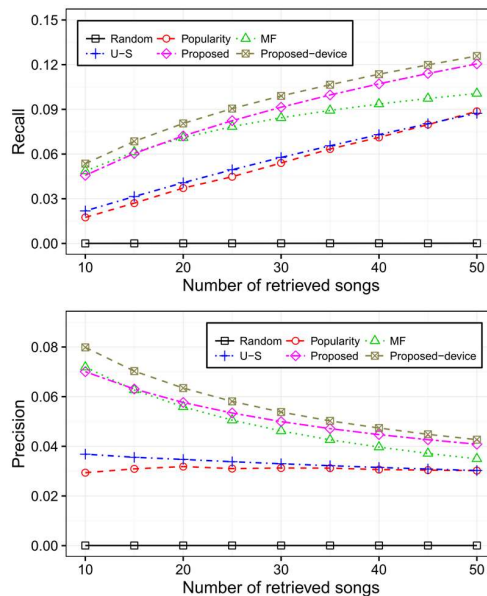 0.15
0.12
0.09
0.06
0.03
0.00
Recall
Random Popularity MF
U-S Proposed Proposed-device
10 20 30 40 50
Number of retrieved songs
0.08
0.06
0.04
0.02
0.00
Precision
Random Popularity MF
U-S Proposed Proposed-device
10 20 30 40 50
Number of retrieved songs